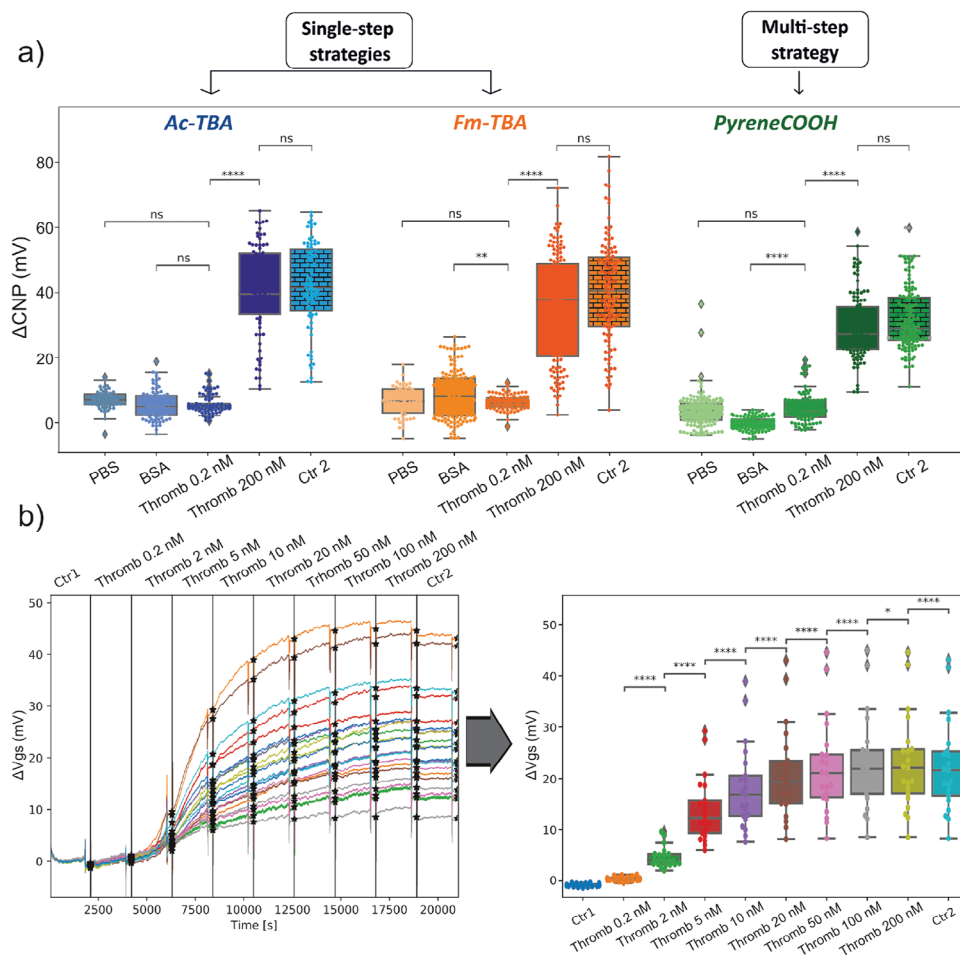 a)
Single-step
strategies
Multi-step
strategy
Ac-TBA
Fm-TBA
PyreneCOOH
ΔCNP (mV)
80
60
40
20
0
ns
****
ns
ns
ns
****
ns
**
ns
****
ns
****
PBS
BSA
Thromb 0.2 nM
Thromb 200 nM
Ctr 2
PBS
BSA
Thromb 0.2 nM
Thromb 200 nM
Ctr 2
PBS
BSA
Thromb 0.2 nM
Thromb 200 nM
Ctr 2
b)
Ctr1
Thromb 0.2 nM
Thromb 2 nM
Thromb 5 nM
Thromb 10 nM
Thromb 20 nM
Trhomb 50 nM
Thromb 100 nM
Thromb 200 nM
Ctr2
ΔVgs (mV)
50
40
30
20
10
0
2500
5000
7500
10000
12500
15000
17500
20000
Time [s]
ΔVgs (mV)
50
40
30
20
10
0
****
****
****
****
****
****
*
****
Ctr1
Thromb 0.2 nM
Thromb 2 nM
Thromb 5 nM
Thromb 10 nM
Thromb 20 nM
Thromb 50 nM
Thromb 100 nM
Thromb 200 nM
Ctr2